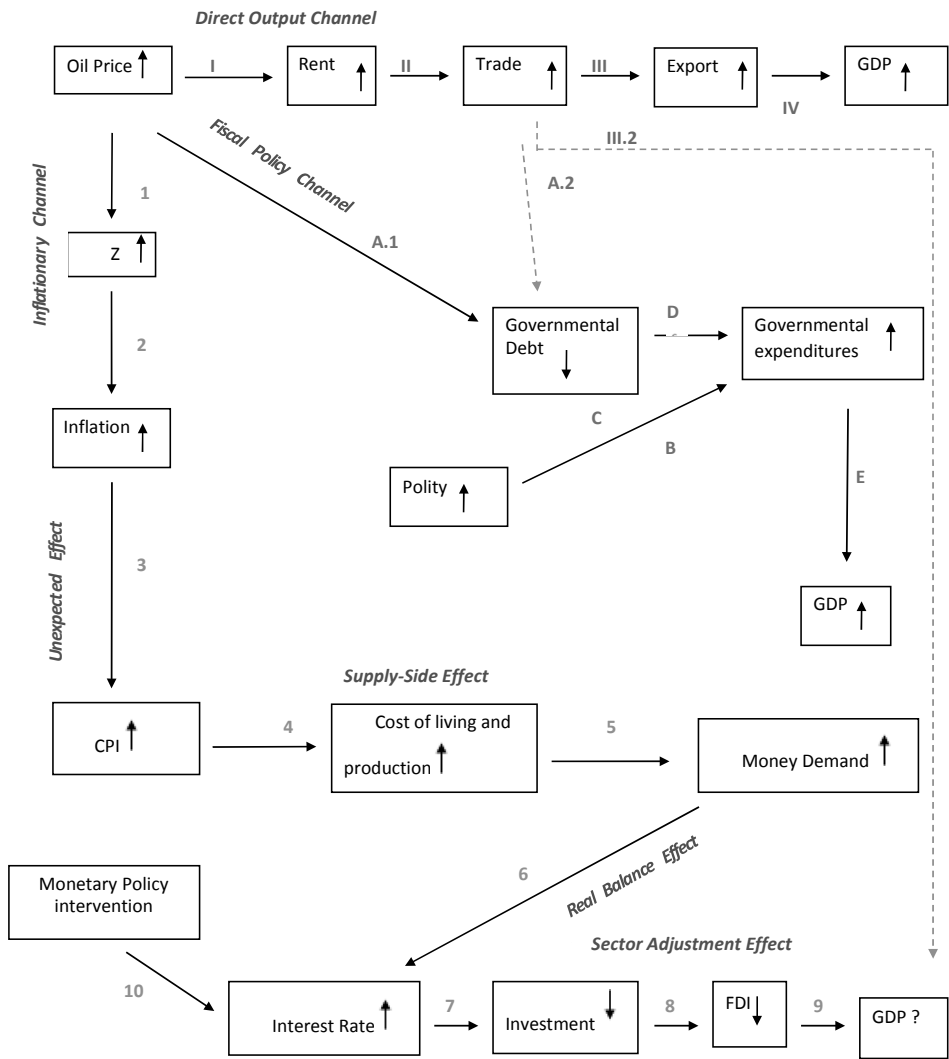 Direct Output Channel
Oil Price
I
Rent
II
Trade
III
Export
IV
GDP
III.2
Fiscal Policy Channel
A.2
A.1
Inflationary Channel
1
Z
2
Inflation
Governmental
Debt
D
Governmental
expenditures
C
B
Polity
E
GDP
Unexpected Effect
3
Supply-Side Effect
CPI
4
Cost of living and
production
5
Money Demand
6
Real Balance Effect
Monetary Policy
intervention
Sector Adjustment Effect
10
Interest Rate
7
Investment
8
FDI
9
GDP ?